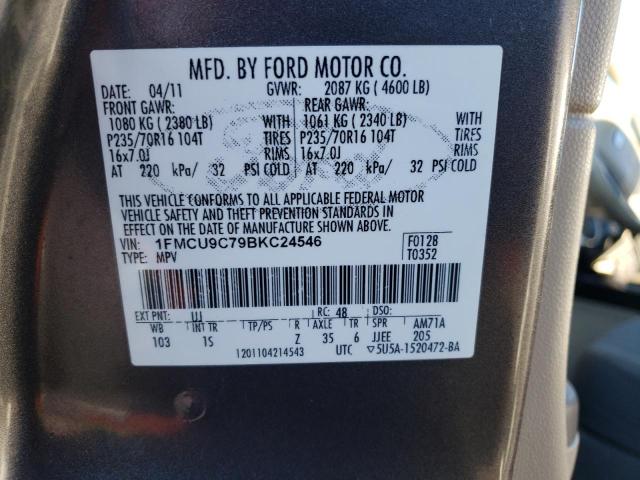 MFD. BY FORD MOTOR CO.
DATE: 04/11 GVWR: 2087 KG ( 4600 LB)
FRONT GAWR: REAR GAWR:
1080 KG ( 2380 LB) WITH 1061 KG ( 2340 LB) WITH
P235/70R16 104T TIRES P235/70R16 104T TIRES
16x7.0J RIMS 16x7.0J RIMS
AT 220 kPa/ 32 PSI COLD AT 220 kPa/ 32 PSI COLD
THIS VEHICLE CONFORMS TO ALL APPLICABLE FEDERAL MOTOR
VEHICLE SAFETY AND THEFT PREVENTION STANDARDS IN
EFFECT ON THE DATE OF MANUFACTURE SHOWN ABOVE.
VIN: 1FMCU9C79BKC24546 F0128
TYPE: MPV T0352
EXT PNT: UJ RC: 48 DSO:
WB INT TR TP/PS R AXLE TR SPR AM71A
103 1S Z 35 6 JJEE 205
1201104214543 UTC ▽5U5A-1520472-BA